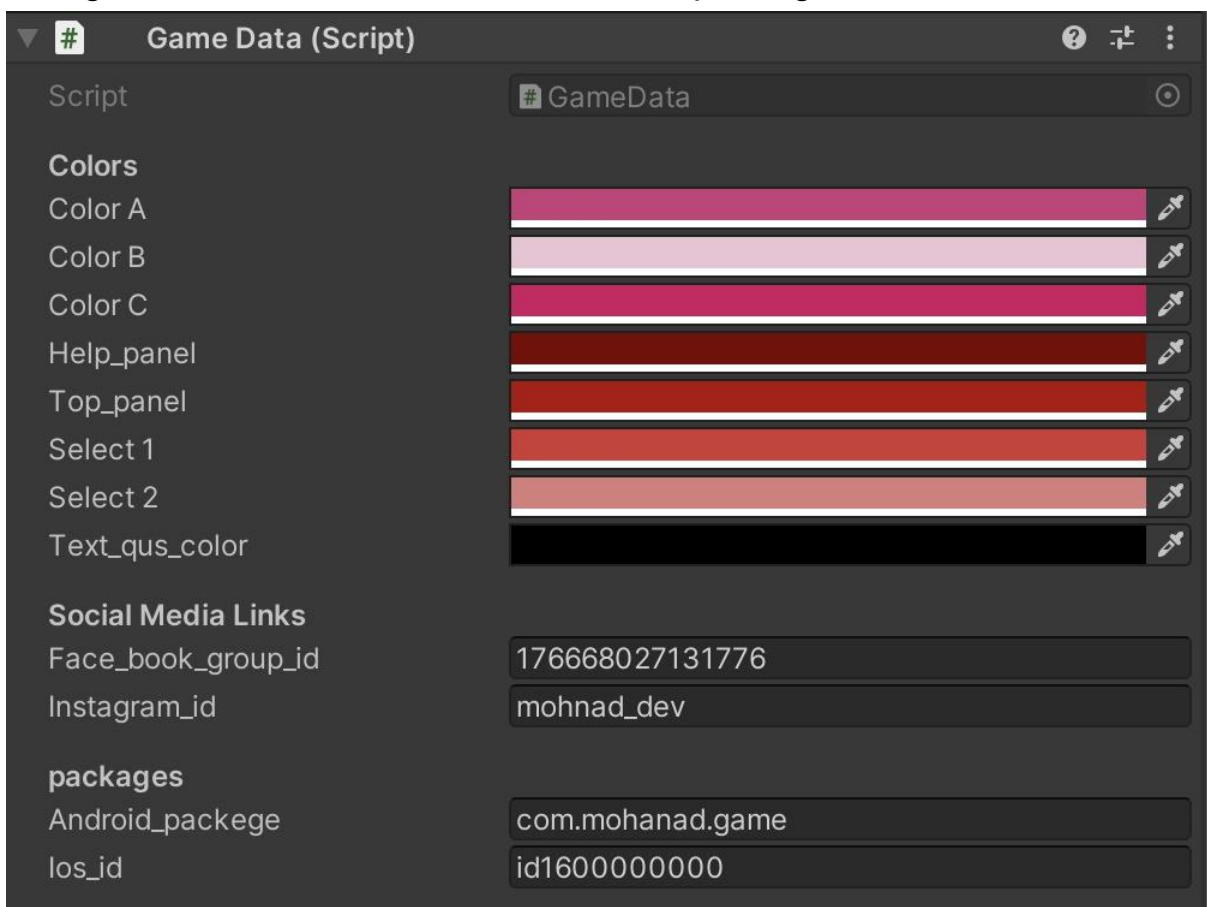 # Game Data (Script)
Script # GameData
Colors
Color A
Color B
Color C
Help_panel
Top_panel
Select 1
Select 2
Text_qus_color
Social Media Links
Face_book_group_id 176668027131776
Instagram_id mohnad_dev
packages
Android_packege com.mohanad.game
Ios_id id1600000000